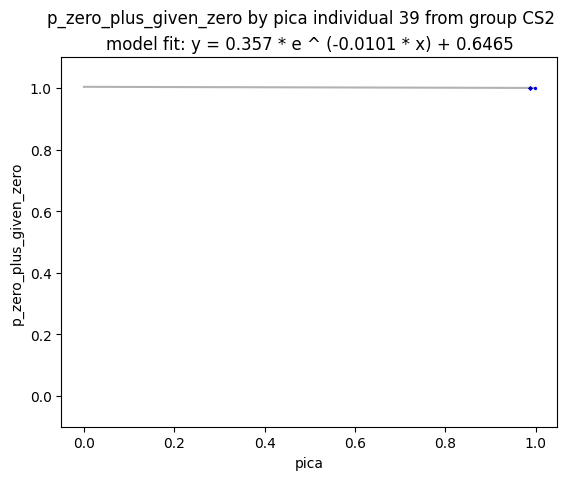 p_zero_plus_given_zero by pica individual 39 from group CS2
model fit: y = 0.357 * e ^ (-0.0101 * x) + 0.6465
p_zero_plus_given_zero
1.0
0.8
0.6
0.4
0.2
0.0
0.0 0.2 0.4 0.6 0.8 1.0
pica